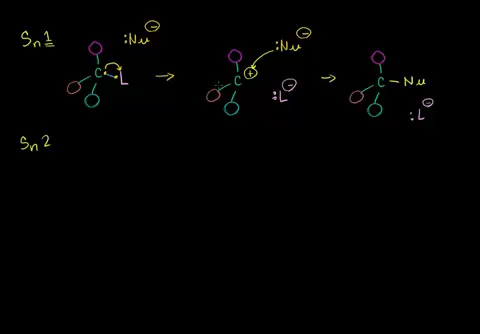 Sn1
:Nu⊖
C L
→
C⊕
:Nu⊖
:L⊖
→
C–Nu
:L⊖
Sn2